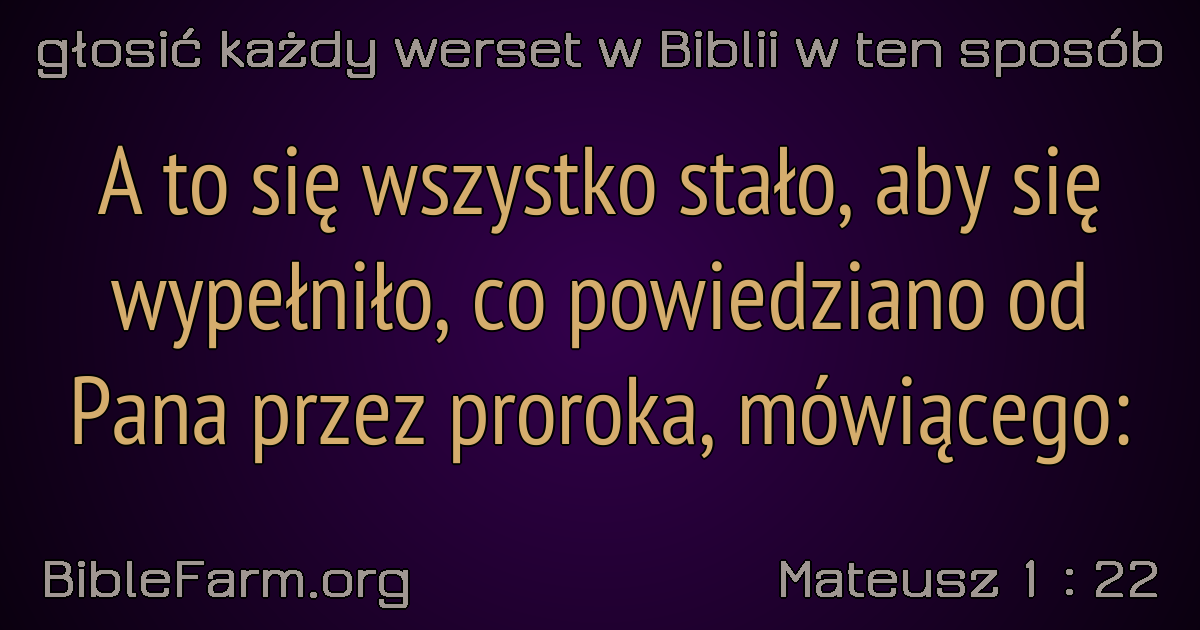 głosić każdy werset w Biblii w ten sposób
A to się wszystko stało, aby się
wypełniło, co powiedziano od
Pana przez proroka, mówiącego:
BibleFarm.org
Mateusz 1 : 22